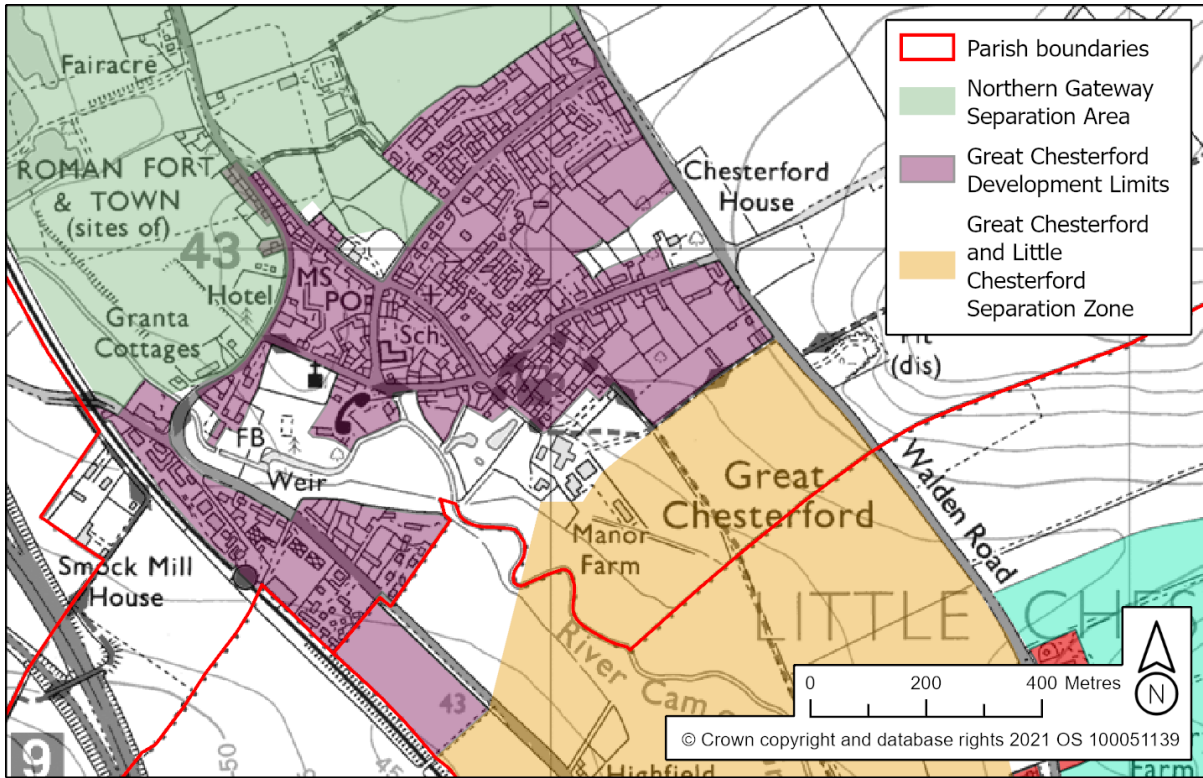 Fairacre
ROMAN FORT
& TOWN
(sites of)
43
Hotel
Granta
Cottages
MS
PO
Sch
FB
Weir
Smock Mill
House
Chesterford
House
Pit
(dis)
Great
Chesterford
Manor
Farm
Walden Road
LITTLE CHES
River Cam
43
50
45
9
Highfield
Farm
Parish boundaries
Northern Gateway
Separation Area
Great Chesterford
Development Limits
Great Chesterford
and Little
Chesterford
Separation Zone
0 200 400 Metres
N
© Crown copyright and database rights 2021 OS 100051139